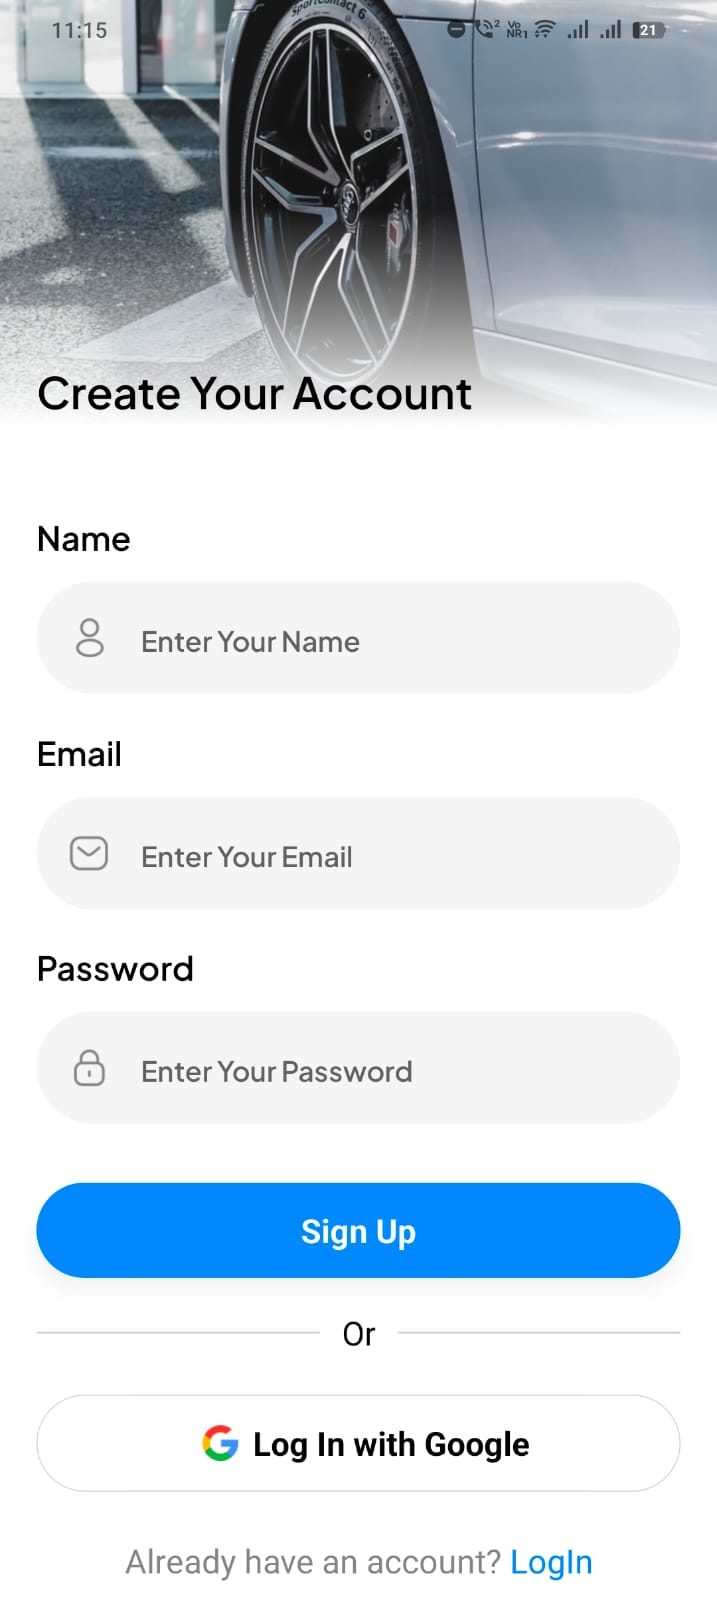 11:15
2 Vo NR1 21
SportContact 6
Create Your Account
Name
Enter Your Name
Email
Enter Your Email
Password
Enter Your Password
Sign Up
Or
Log In with Google
Already have an account? LogIn